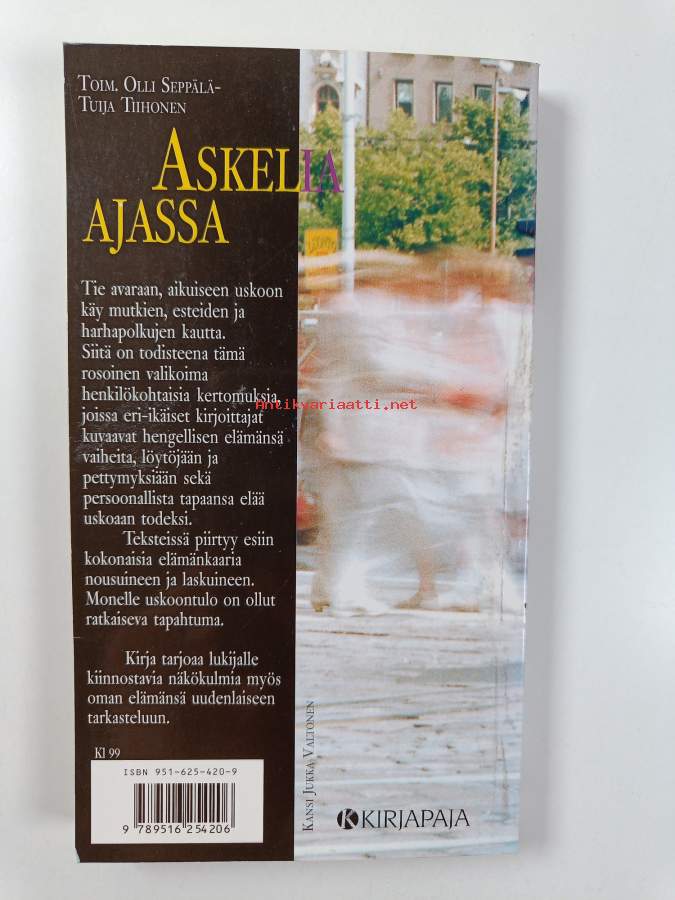 TOIM. OLLI SEPPÄLÄ-
TUIJA TIIHONEN
ASKELIA
AJASSA
Tie avaraan, aikuiseen uskoon
käy mutkien, esteiden ja
harhapolkujen kautta.
Siitä on todisteena tämä
rosoinen valikoima
henkilökohtaisia kertomuksia,
joissa eri-ikäiset kirjoittajat
kuvaavat hengellisen elämänsä
vaiheita, löytöjään ja
pettymyksiään sekä
persoonallista tapaansa elää
uskoaan todeksi.
Teksteissä piirtyy esiin
kokonaisia elämänkaaria
nousuineen ja laskuineen.
Monelle uskoontulo on ollut
ratkaiseva tapahtuma.
Kirja tarjoaa lukijalle
kiinnostavia näkökulmia myös
oman elämänsä uudenlaiseen
tarkasteluun.
Kl 99
ISBN 951-625-420-9
9 789516 254206
KANSI JUKKA VALTONEN
KIRJAPAJA
Antikvariaatti.net